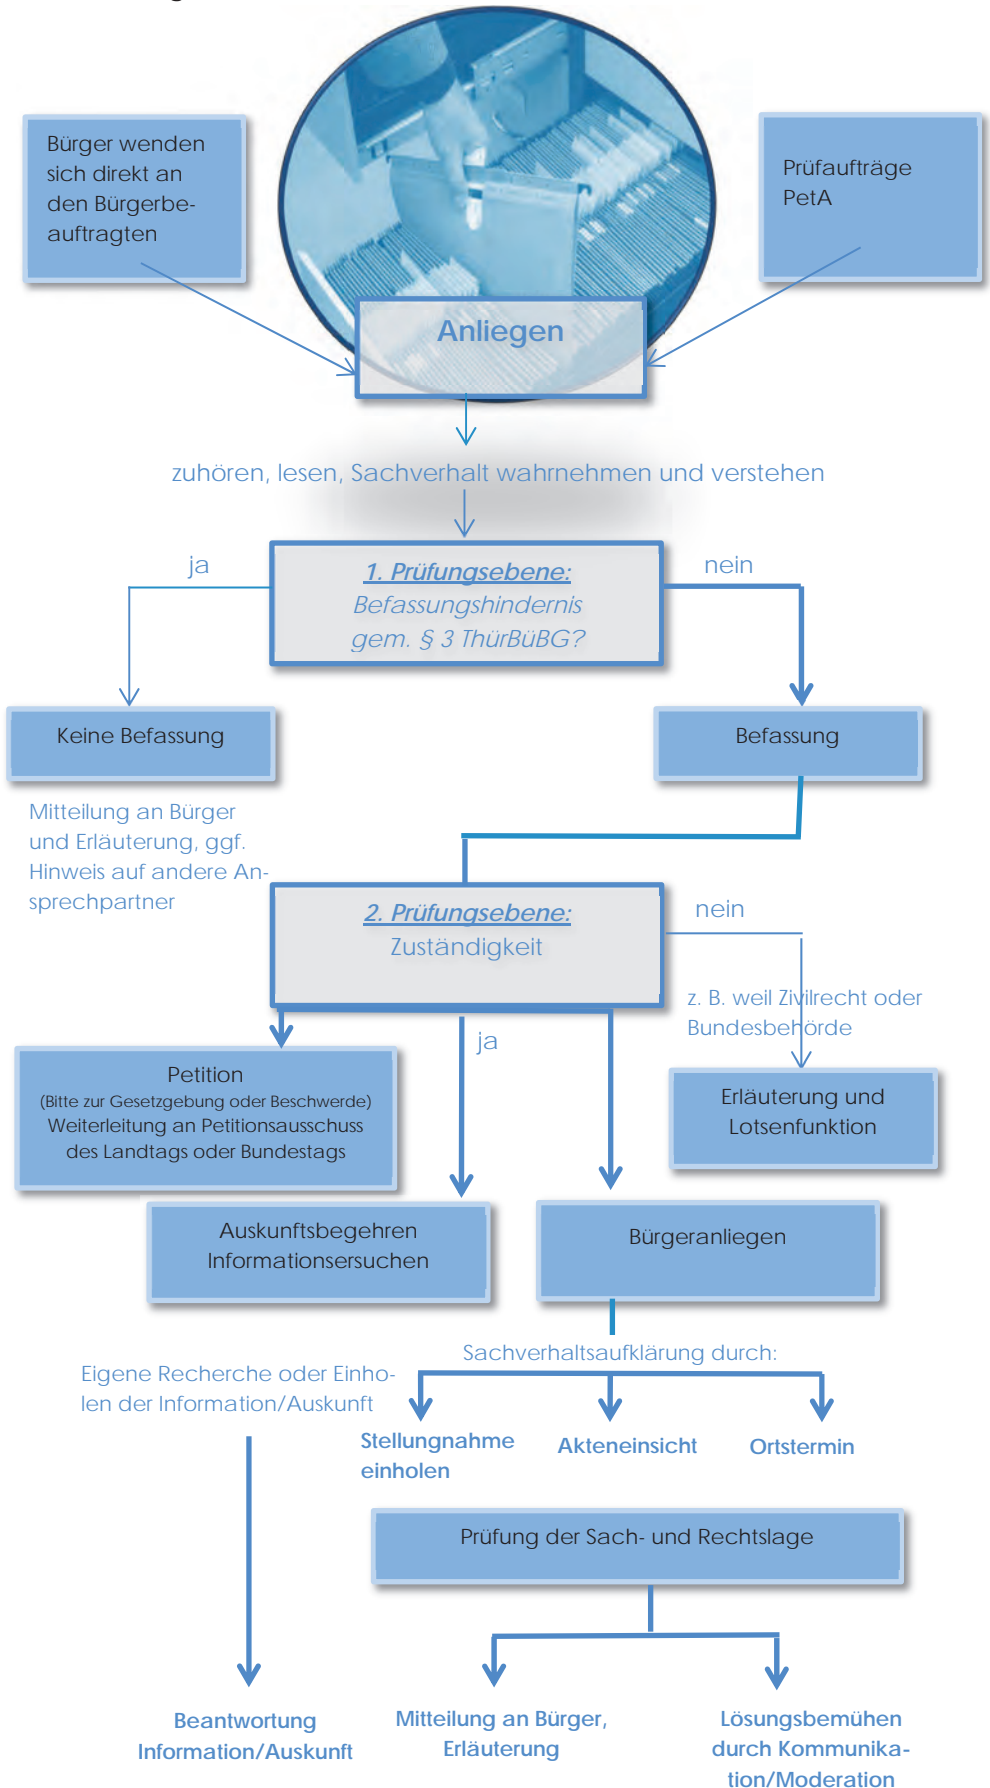 Bürger wenden
sich direkt an
den Bürgerbe-
auftragten
Prüfaufträge
PetA
Anliegen
zuhören, lesen, Sachverhalt wahrnehmen und verstehen
ja
1. Prüfungsebene:
Befassungshindernis
gem. § 3 ThürBüBG?
nein
Keine Befassung
Befassung
Mitteilung an Bürger
und Erläuterung, ggf.
Hinweis auf andere An-
sprechpartner
2. Prüfungsebene:
Zuständigkeit
nein
z. B. weil Zivilrecht oder
Bundesbehörde
ja
Petition
(Bitte zur Gesetzgebung oder Beschwerde)
Weiterleitung an Petitionsausschuss
des Landtags oder Bundestags
Erläuterung und
Lotsenfunktion
Auskunftsbegehren
Informationsersuchen
Bürgeranliegen
Eigene Recherche oder Einho-
len der Information/Auskunft
Sachverhaltsaufklärung durch:
Stellungnahme
einholen
Akteneinsicht
Ortstermin
Prüfung der Sach- und Rechtslage
Beantwortung
Information/Auskunft
Mitteilung an Bürger,
Erläuterung
Lösungsbemühen
durch Kommunika-
tion/Moderation